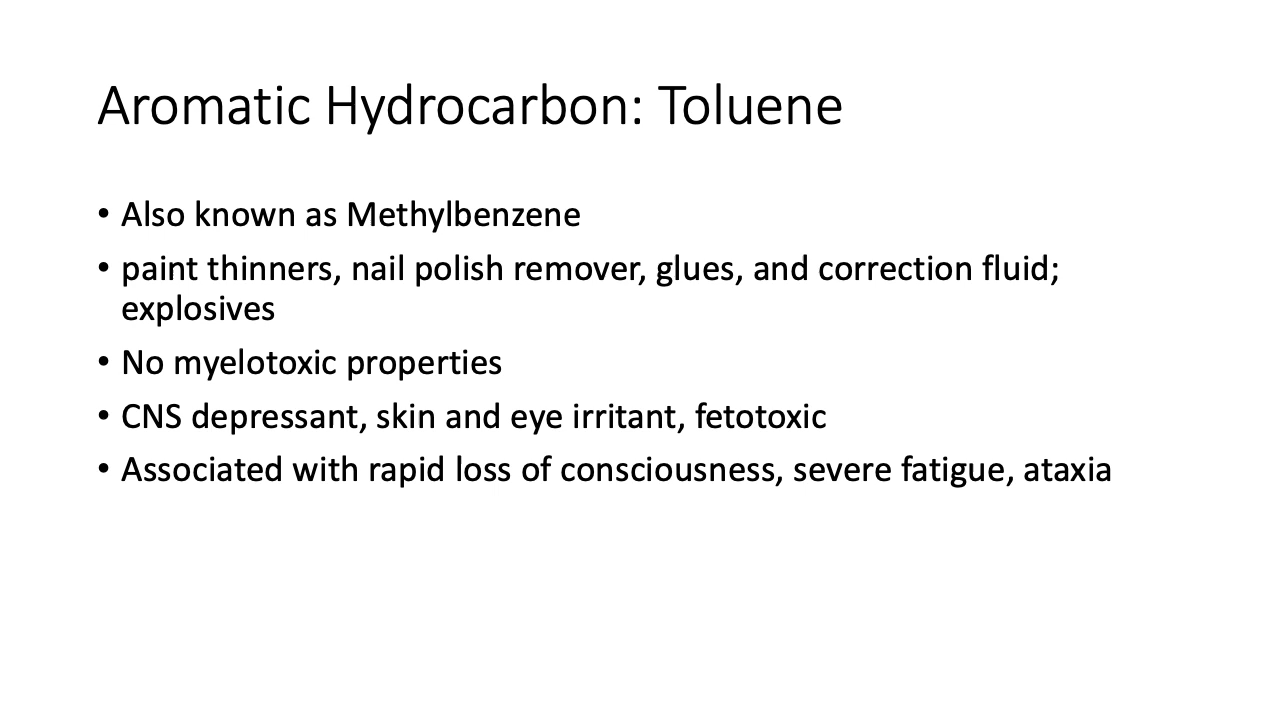 Aromatic Hydrocarbon: Toluene
• Also known as Methylbenzene
• paint thinners, nail polish remover, glues, and correction fluid;
explosives
• No myelotoxic properties
• CNS depressant, skin and eye irritant, fetotoxic
• Associated with rapid loss of consciousness, severe fatigue, ataxia